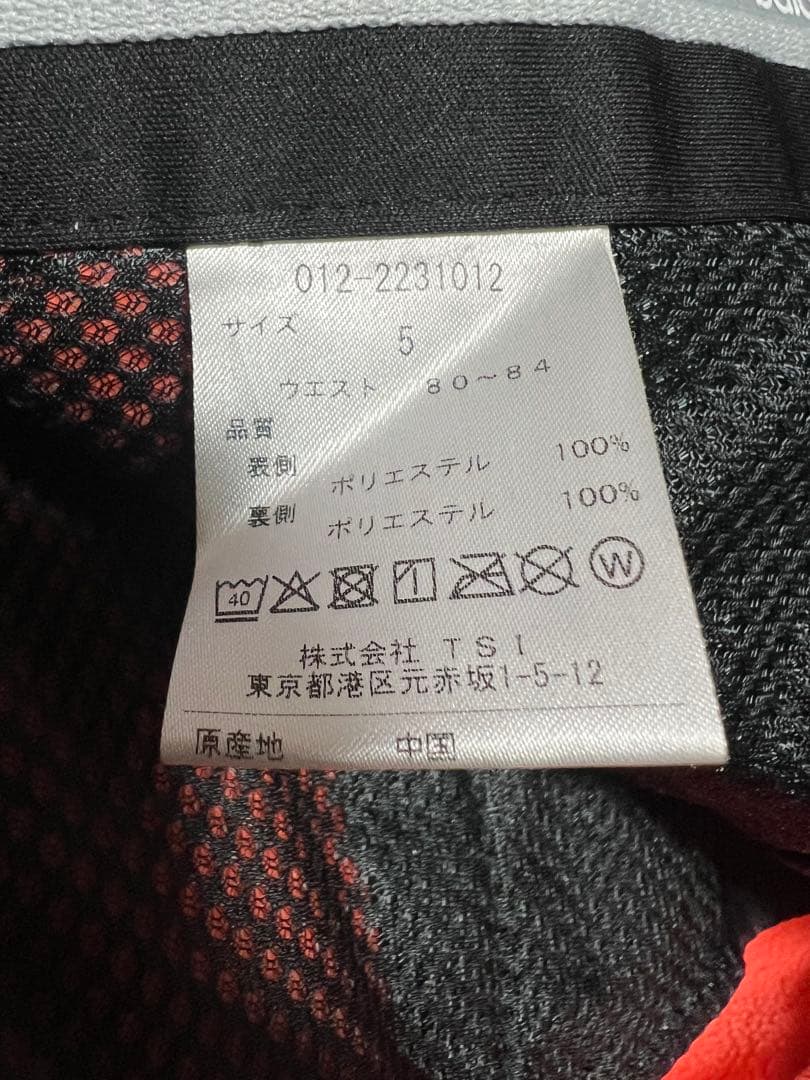 012-2231012
サイズ 5
ウエスト 80～84
品質
表側 ポリエステル 100%
裏側 ポリエステル 100%
40 W
株式会社 TSI
東京都港区元赤坂1-5-12
原産地 中国